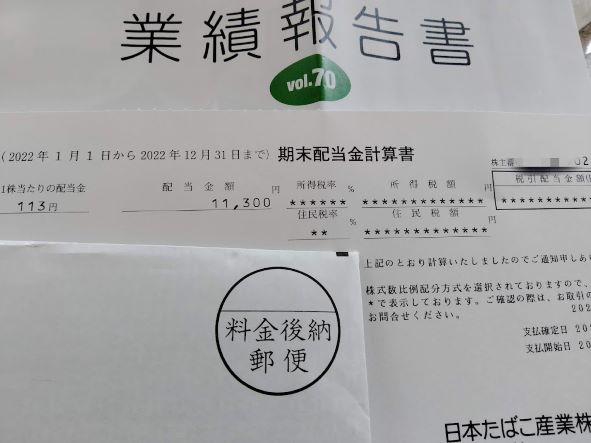 業績報告書
vol.70
(2022年1月1日から2022年12月31日まで) 期末配当金計算書
株主番
02
1株当たりの配当金
配当金額
所得税率
所得税額
税引配当金額
113円
11,300円
******%
*************円
住民税率
住民税額
**%
*************円
上記のとおり計算いたしましたのでご通知申しあ
株式数比例配分方式を選択されておりますので、
*で表示しております。ご確認の際は、お取引の
お問合せください。
202
支払確定日 20
支払開始日 20
料金後納
郵便
日本たばこ産業株